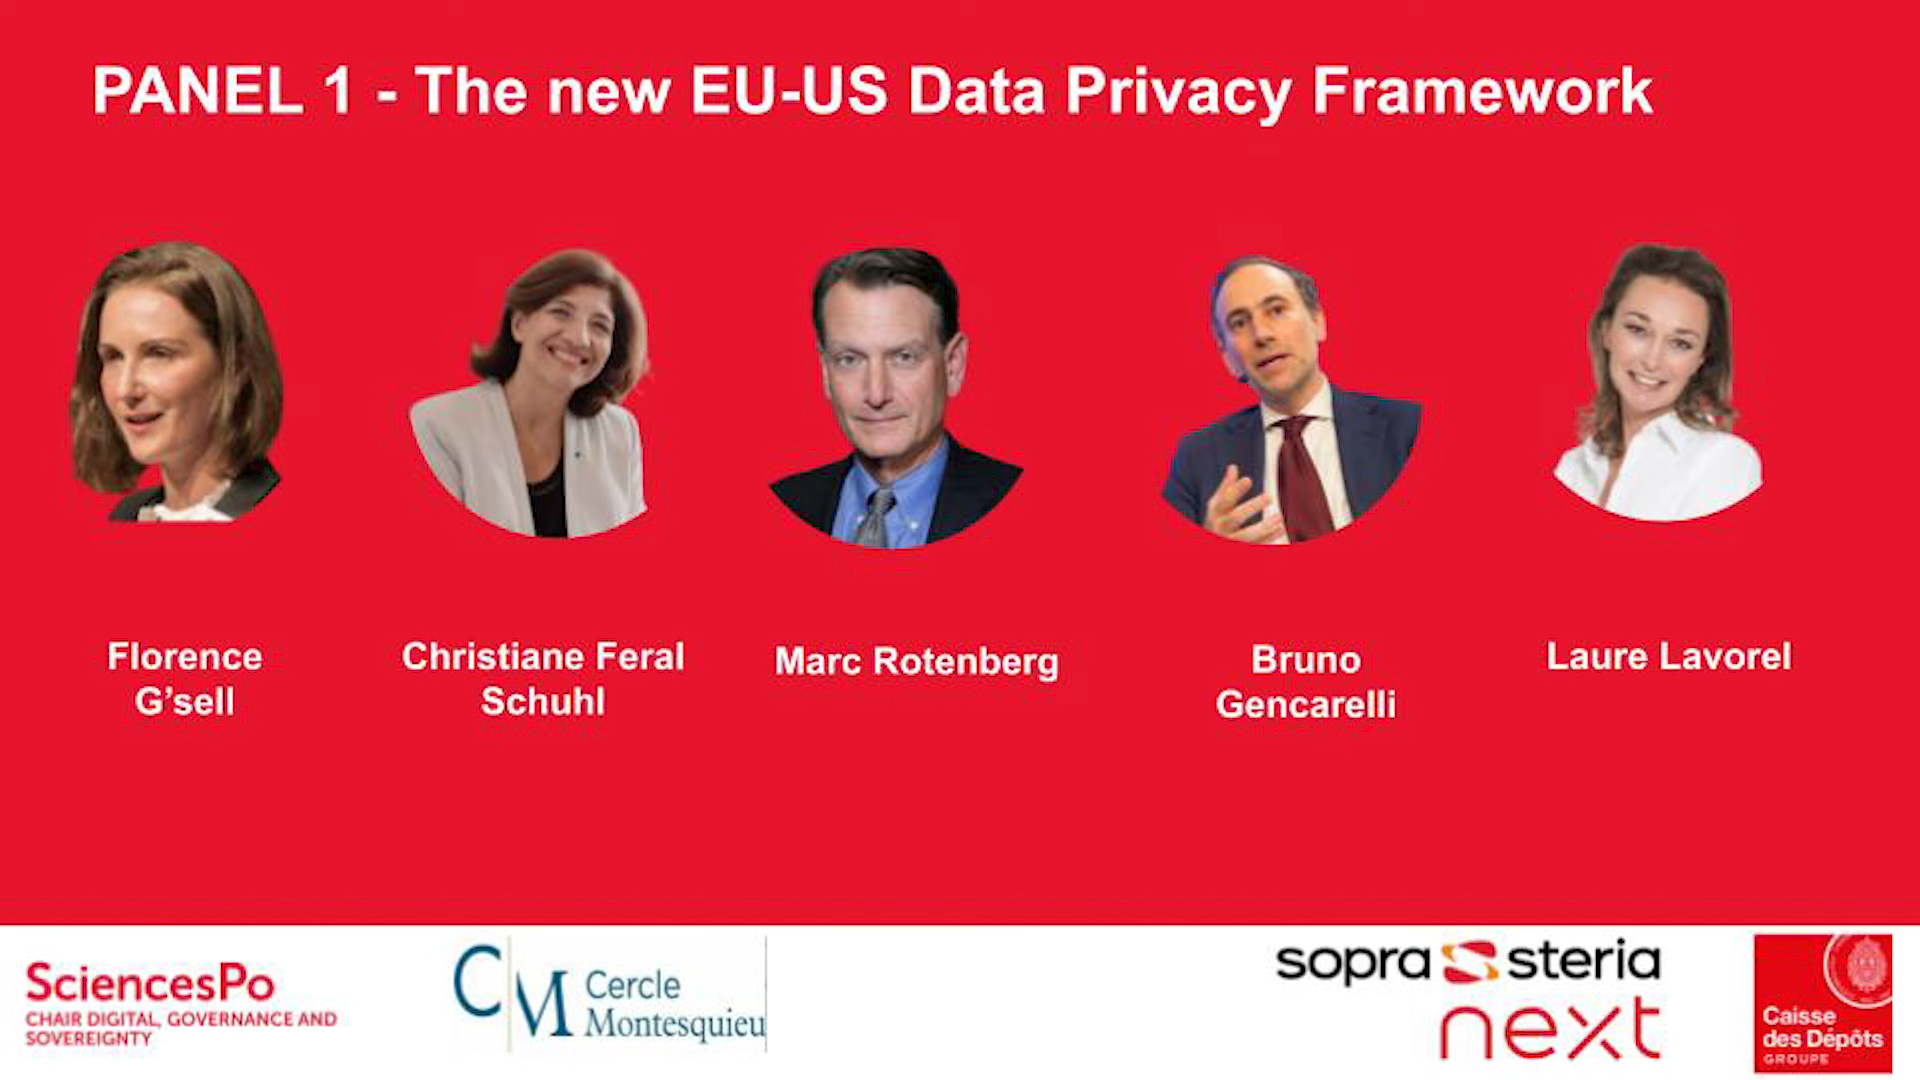 PANEL 1 - The new EU-US Data Privacy Framework
Florence
G'sell
Christiane Feral
Schuhl
Marc Rotenberg
Bruno
Gencarelli
Laure Lavorel
SciencesPo
CHAIR DIGITAL, GOVERNANCE AND
SOVEREIGNTY
CM
Cercle
Montesquieu
sopra steria
next
Caisse
des Dépôts
GROUPE